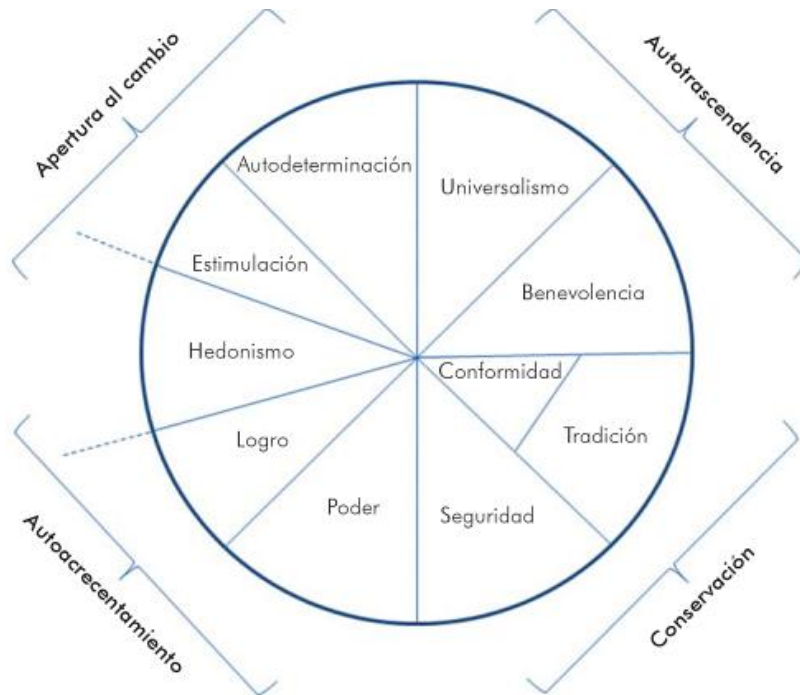 Apertura al cambio
Autotrascendencia
Autodeterminación
Universalismo
Estimulación
Benevolencia
Hedonismo
Conformidad
Logro
Tradición
Poder
Seguridad
Autoacrecentamiento
Conservación